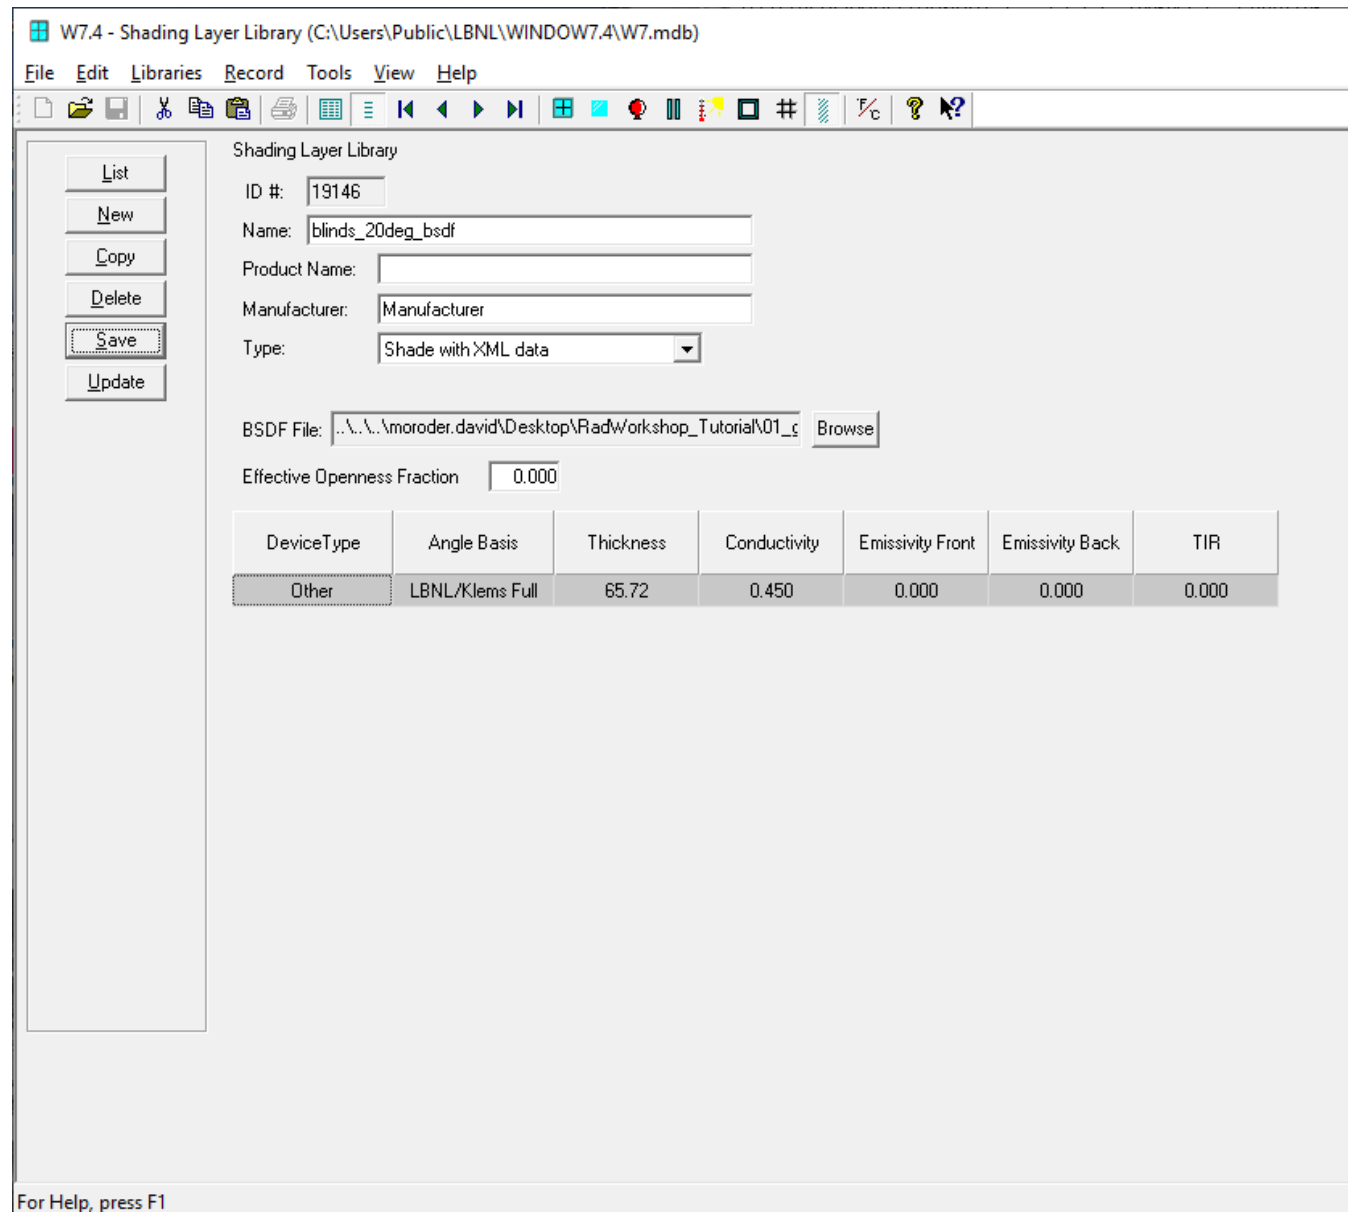 W7.4 - Shading Layer Library (C:\Users\Public\LBNL\WINDOW7.4\W7.mdb)
File Edit Libraries Record Tools View Help
F/C
Shading Layer Library
List
ID #: 19146
New
Name: blinds_20deg_bsdf
Copy
Product Name:
Delete
Manufacturer: Manufacturer
Save
Type: Shade with XML data
Update
BSDF File: ..\..\..\moroder.david\Desktop\RadWorkshop_Tutorial\01_g Browse
Effective Openness Fraction 0.000
DeviceType Angle Basis Thickness Conductivity Emissivity Front Emissivity Back TIR
Other LBNL/Klems Full 65.72 0.450 0.000 0.000 0.000
For Help, press F1